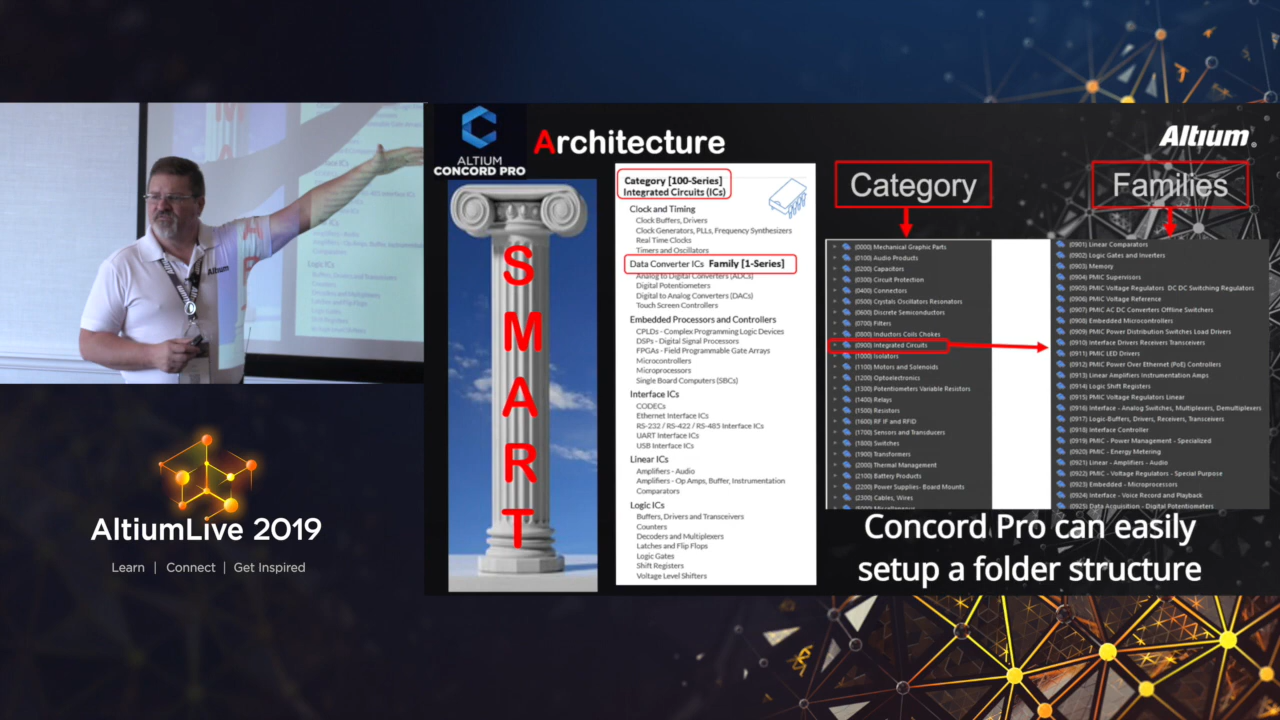 ALTIUM
CONCORD PRO
Architecture
Altium
S
M
A
R
T
Category [100-Series]
Integrated Circuits (ICs)
Clock and Timing
Clock Buffers, Drivers
Clock Generators, PLLs, Frequency Synthesizers
Real Time Clocks
Timers and Oscillators
Data Converter ICs Family [1-Series]
Analog to Digital Converters (ADCs)
Digital Potentiometers
Digital to Analog Converters (DACs)
Touch Screen Controllers
Embedded Processors and Controllers
CPLDs - Complex Programming Logic Devices
DSPs - Digital Signal Processors
FPGAs - Field Programmable Gate Arrays
Microcontrollers
Microprocessors
Single Board Computers (SBCs)
Interface ICs
CODECs
Ethernet Interface ICs
RS-232 / RS-422 / RS-485 Interface ICs
UART Interface ICs
USB Interface ICs
Linear ICs
Amplifiers - Audio
Amplifiers - Op Amps, Buffer, Instrumentation
Comparators
Logic ICs
Buffers, Drivers and Transceivers
Counters
Decoders and Multiplexers
Latches and Flip Flops
Logic Gates
Shift Registers
Voltage Level Shifters
Category
(0000) Mechanical Graphic Parts
(0100) Audio Products
(0200) Capacitors
(0300) Circuit Protection
(0400) Connectors
(0500) Crystals Oscillators Resonators
(0600) Discrete Semiconductors
(0700) Filters
(0800) Inductors Coils Chokes
(0900) Integrated Circuits
(1000) Isolators
(1100) Motors and Solenoids
(1200) Optoelectronics
(1300) Potentiometers Variable Resistors
(1400) Relays
(1500) Resistors
(1600) RF IF and RFID
(1700) Sensors and Transducers
(1800) Switches
(1900) Transformers
(2000) Thermal Management
(2100) Battery Products
(2200) Power Supplies- Board Mounts
(2300) Cables, Wires
Families
(0901) Linear Comparators
(0902) Logic Gates and Inverters
(0903) Memory
(0904) PMIC Supervisors
(0905) PMIC Voltage Regulators DC DC Switching Regulators
(0906) PMIC Voltage Reference
(0907) PMIC AC DC Converters Offline Switchers
(0908) Embedded Microcontrollers
(0909) PMIC Power Distribution Switches Load Drivers
(0910) Interface Drivers Receivers Transceivers
(0911) PMIC LED Drivers
(0912) PMIC Power Over Ethernet (PoE) Controllers
(0913) Linear Amplifiers Instrumentation Amps
(0914) Logic Shift Registers
(0915) PMIC Voltage Regulators Linear
(0916) Interface - Analog Switches, Multiplexers, Demultiplexers
(0917) Logic-Buffers, Drivers, Receivers, Transceivers
(0918) Interface Controller
(0919) PMIC - Power Management - Specialized
(0920) PMIC - Energy Metering
(0921) Linear - Amplifiers - Audio
(0922) PMIC - Voltage Regulators - Special Purpose
(0923) Embedded - Microprocessors
(0924) Interface - Voice Record and Playback
(0925) Data Acquisition - Digital Potentiometers
Concord Pro can easily
setup a folder structure
Altium
AltiumLive 2019
Learn | Connect | Get Inspired